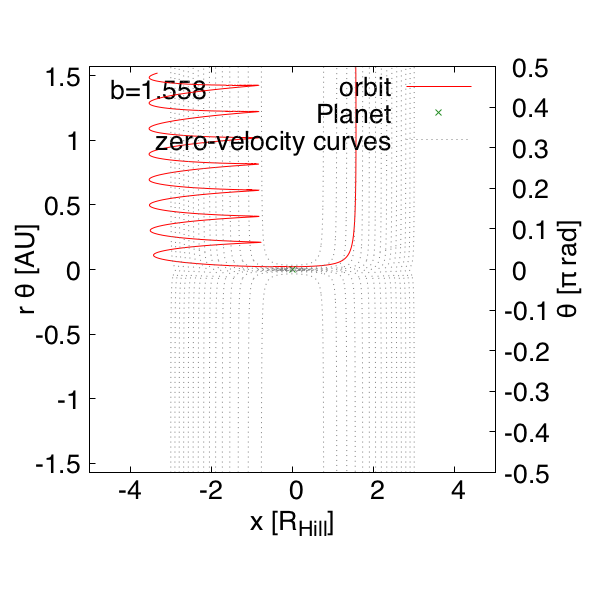 b=1.558
orbit
Planet
zero-velocity curves
1.5
1
0.5
0
-0.5
-1
-1.5
r θ [AU]
0.5
0.4
0.3
0.2
0.1
0
-0.1
-0.2
-0.3
-0.4
-0.5
θ [π rad]
-4 -2 0 2 4
x [R_Hill]